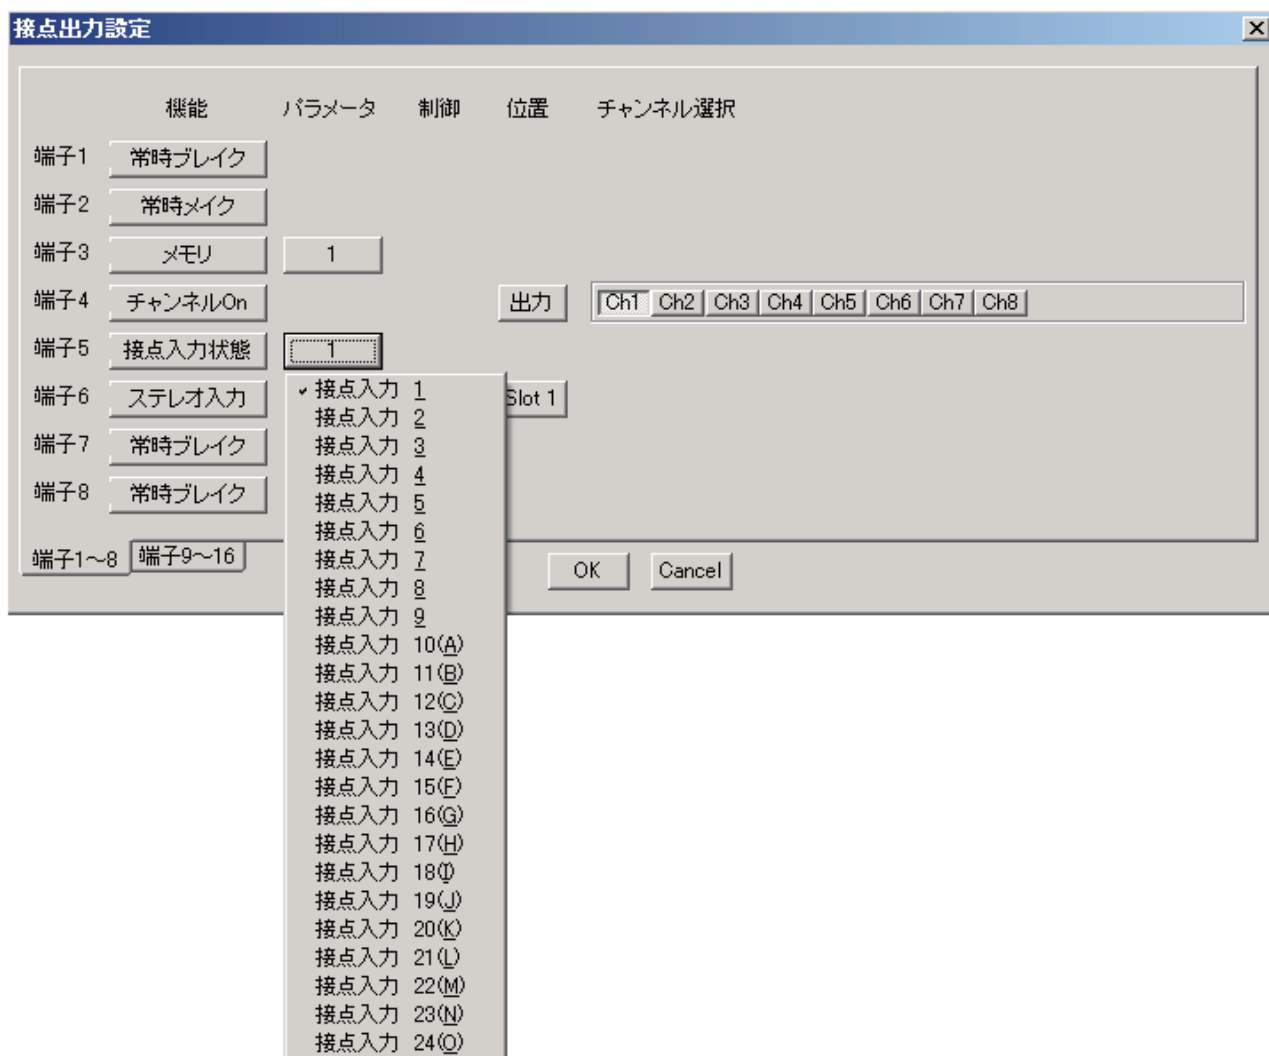 接点出力設定
機能 パラメータ 制御 位置 チャンネル選択
端子1 常時ブレイク
端子2 常時メイク
端子3 メモリ 1
端子4 チャンネルOn 出力 Ch1 Ch2 Ch3 Ch4 Ch5 Ch6 Ch7 Ch8
端子5 接点入力状態 1
端子6 ステレオ入力 Slot 1
端子7 常時ブレイク
端子8 常時ブレイク
端子1～8 端子9～16
OK Cancel
接点入力 1
接点入力 2
接点入力 3
接点入力 4
接点入力 5
接点入力 6
接点入力 7
接点入力 8
接点入力 9
接点入力 10(A)
接点入力 11(B)
接点入力 12(C)
接点入力 13(D)
接点入力 14(E)
接点入力 15(F)
接点入力 16(G)
接点入力 17(H)
接点入力 18(I)
接点入力 19(J)
接点入力 20(K)
接点入力 21(L)
接点入力 22(M)
接点入力 23(N)
接点入力 24(O)